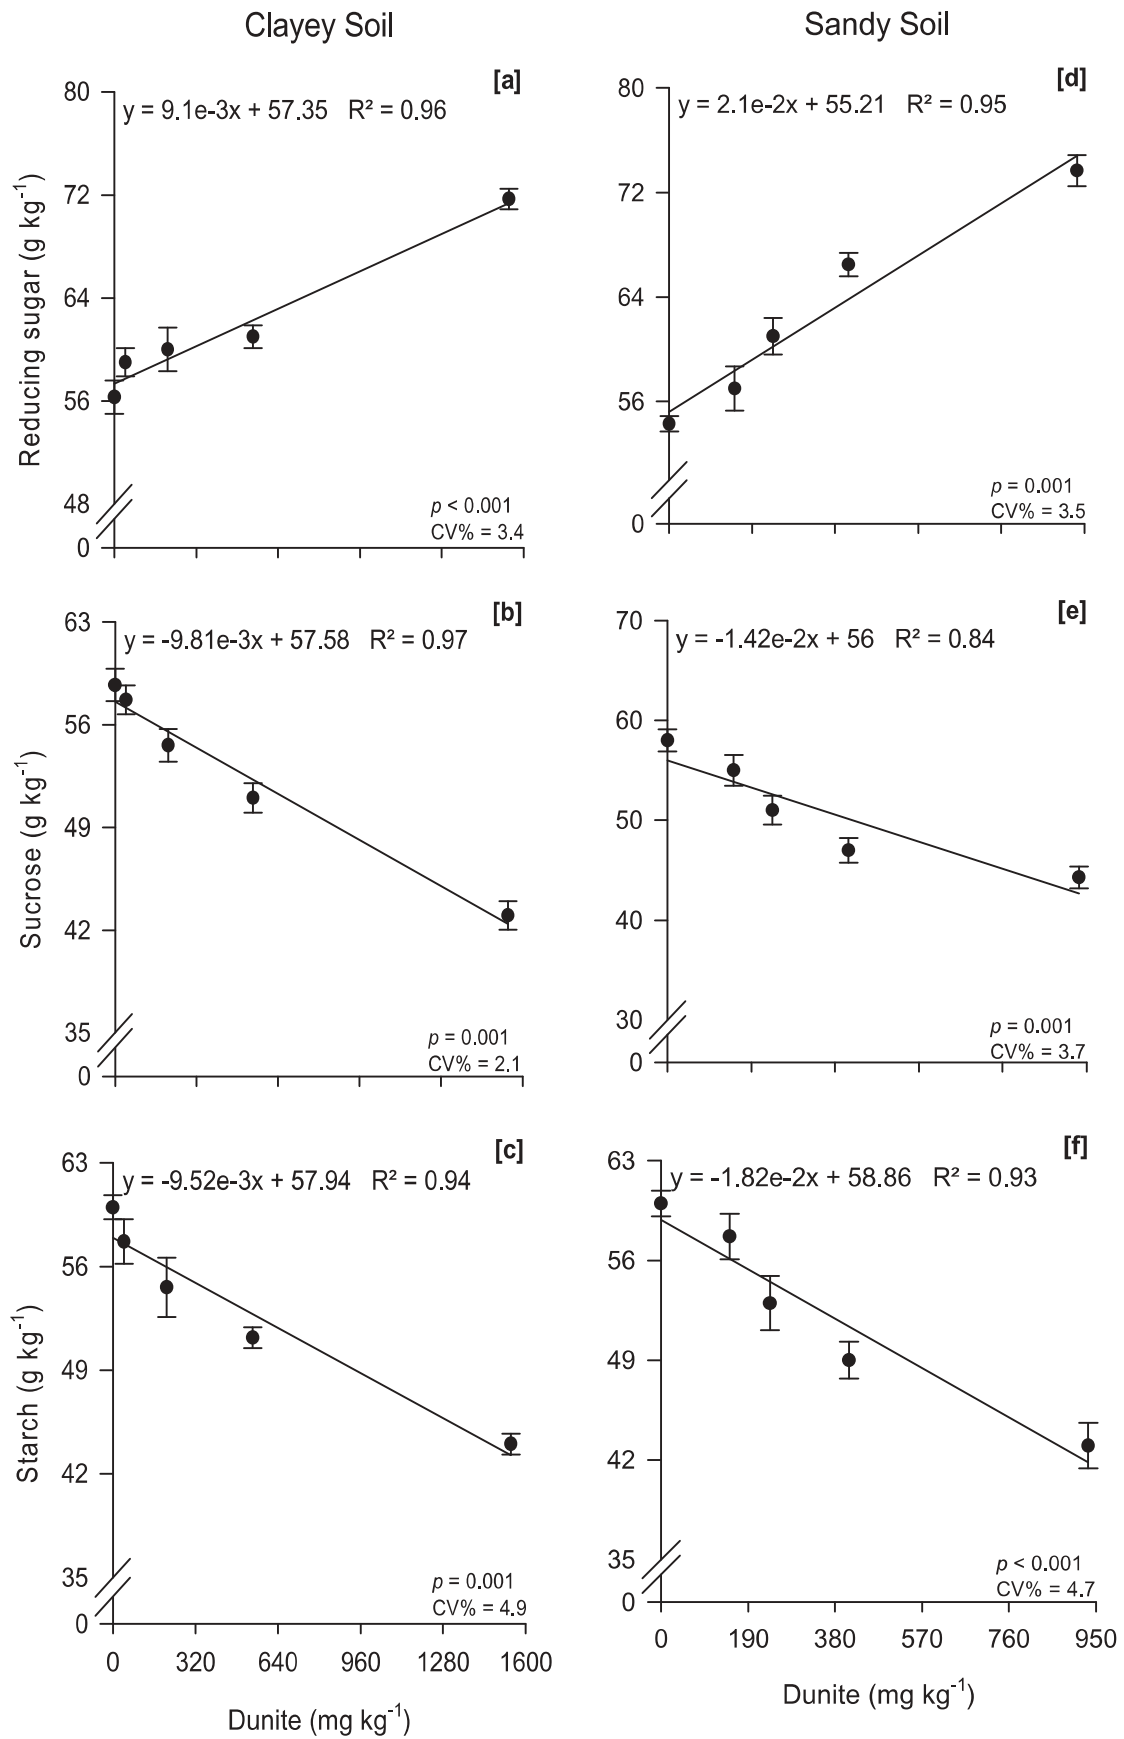 Clayey Soil
Sandy Soil
[a]
y = 9.1e-3x + 57.35 R² = 0.96
80
72
64
56
48
0
Reducing sugar (g kg⁻¹)
p < 0.001
CV% = 3.4
[d]
y = 2.1e-2x + 55.21 R² = 0.95
80
72
64
56
0
p = 0.001
CV% = 3.5
[b]
y = -9.81e-3x + 57.58 R² = 0.97
63
56
49
42
35
0
Sucrose (g kg⁻¹)
p = 0.001
CV% = 2.1
[e]
y = -1.42e-2x + 56 R² = 0.84
70
60
50
40
30
0
p = 0.001
CV% = 3.7
[c]
y = -9.52e-3x + 57.94 R² = 0.94
63
56
49
42
35
0
Starch (g kg⁻¹)
p = 0.001
CV% = 4.9
0 320 640 960 1280 1600
Dunite (mg kg⁻¹)
[f]
y = -1.82e-2x + 58.86 R² = 0.93
63
56
49
42
35
0
p < 0.001
CV% = 4.7
0 190 380 570 760 950
Dunite (mg kg⁻¹)